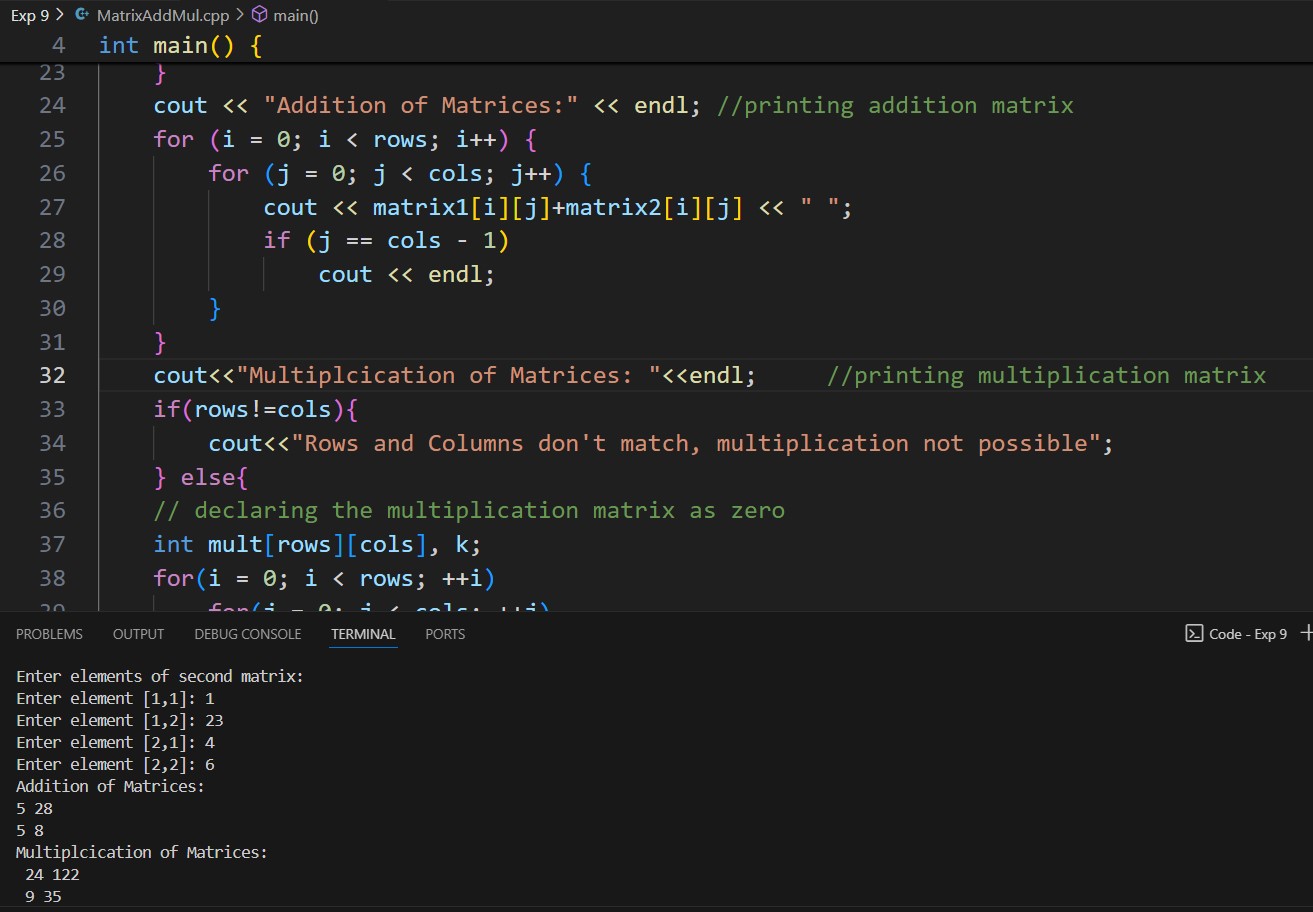 Exp 9 > MatrixAddMul.cpp > main()
4 int main() {
23 }
24 cout << "Addition of Matrices:" << endl; //printing addition matrix
25 for (i = 0; i < rows; i++) {
26 for (j = 0; j < cols; j++) {
27 cout << matrix1[i][j]+matrix2[i][j] << " ";
28 if (j == cols - 1)
29 cout << endl;
30 }
31 }
32 cout<<"Multiplcication of Matrices: "<<endl; //printing multiplication matrix
33 if(rows!=cols){
34 cout<<"Rows and Columns don't match, multiplication not possible";
35 } else{
36 // declaring the multiplication matrix as zero
37 int mult[rows][cols], k;
38 for(i = 0; i < rows; ++i)
39 for(j = 0; j < cols; ++j)
PROBLEMS OUTPUT DEBUG CONSOLE TERMINAL PORTS Code - Exp 9 +
Enter elements of second matrix:
Enter element [1,1]: 1
Enter element [1,2]: 23
Enter element [2,1]: 4
Enter element [2,2]: 6
Addition of Matrices:
5 28
5 8
Multiplcication of Matrices:
24 122
9 35